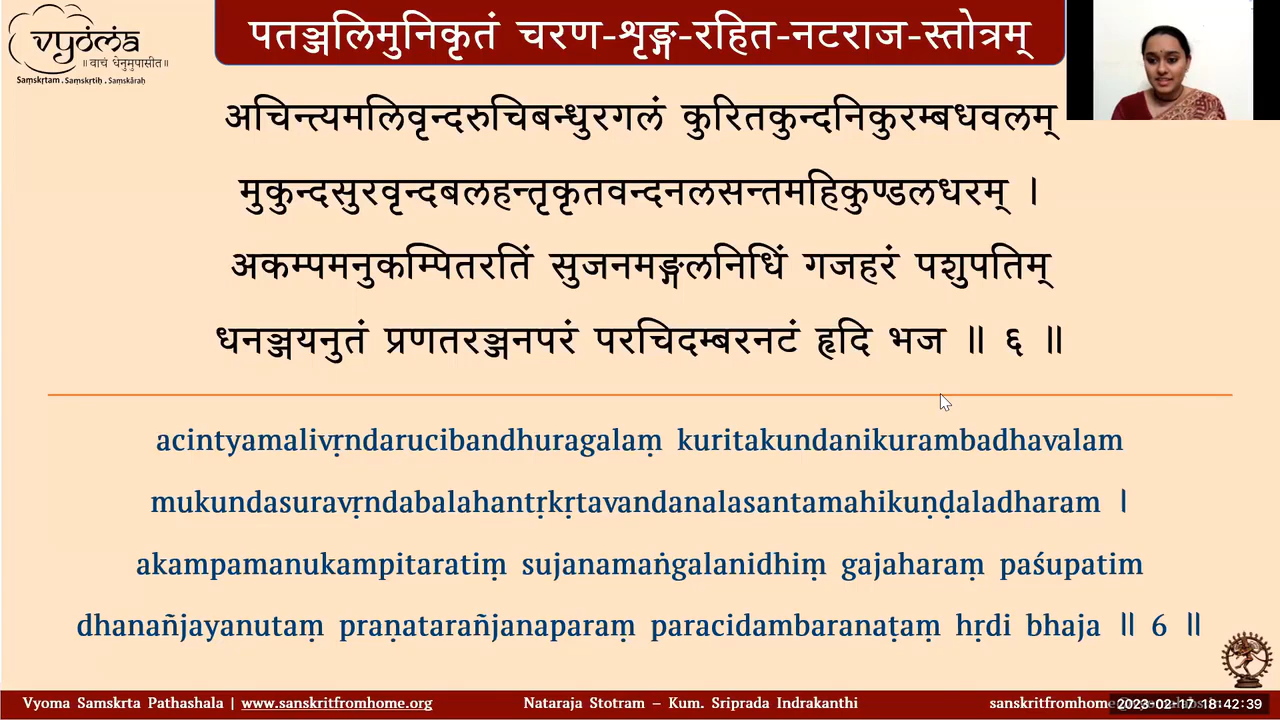 पतञ्जलिमुनिकृतं चरण-शृङ्ग-रहित-नटराज-स्तोत्रम्
vyoma
॥ वाचं धेनुमुपासीत ॥
Saṃskṛtam . Saṃskṛtiḥ . Saṃskāraḥ
अचिन्त्यमलिवृन्दरुचिबन्धुरगलं कुरितकुन्दनिकुरम्बधवलम्
मुकुन्दसुरवृन्दबलहन्तृकृतवन्दनलसन्तमहिकुण्डलधरम् ।
अकम्पमनुकम्पितरतिं सुजनमङ्गलनिधिं गजहरं पशुपतिम्
धनञ्जयनुतं प्रणतरञ्जनपरं परचिदम्बरनटं हृदि भज ॥ ६ ॥
acintyamalivṛndarucibandhuragalaṃ kuritakundanikurambadhavalam
mukundasuravṛndabalahantṛkṛtavandanalasantamahikuṇḍaladharam ।
akampamanukampitaratiṃ sujanamaṅgalanidhiṃ gajaharaṃ paśupatim
dhanañjayanutaṃ praṇatarañjanaparaṃ paracidambaranaṭaṃ hṛdi bhaja ॥ 6 ॥
Vyoma Samskrta Pathashala | www.sanskritfromhome.org Nataraja Stotram – Kum. Sriprada Indrakanthi sanskritfromhome
2023-02-17 18:42:39